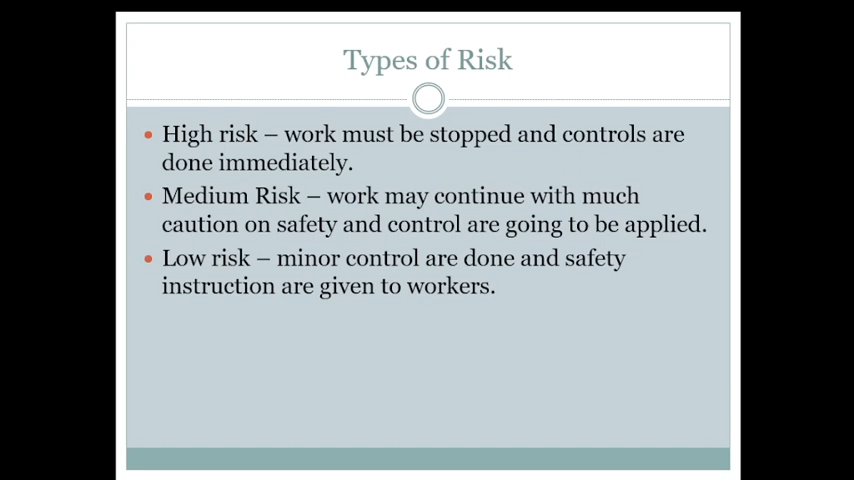 Types of Risk
• High risk – work must be stopped and controls are
done immediately.
• Medium Risk – work may continue with much
caution on safety and control are going to be applied.
• Low risk – minor control are done and safety
instruction are given to workers.